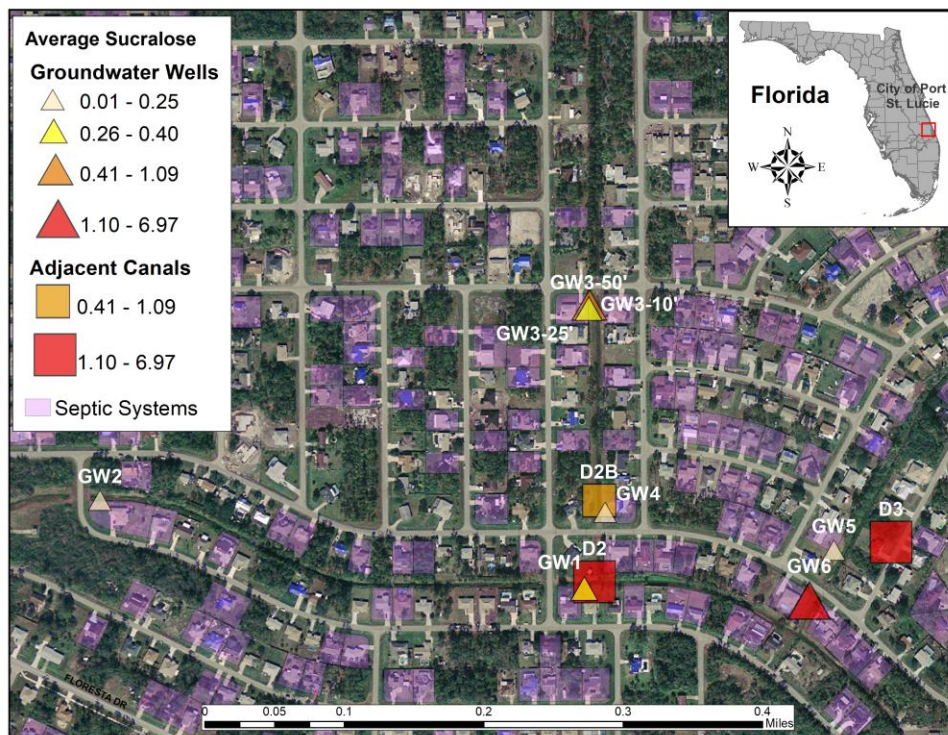 Average Sucralose
Groundwater Wells
0.01 - 0.25
0.26 - 0.40
0.41 - 1.09
1.10 - 6.97
Adjacent Canals
0.41 - 1.09
1.10 - 6.97
Septic Systems
Florida
City of Port
St. Lucie
N
W
E
S
GW3-50'
GW3-10'
GW3-25'
GW2
D2B
GW4
D3
GW5
D2
GW1
GW6
FLORESTA DR
0
0.05
0.1
0.2
0.3
0.4
Miles